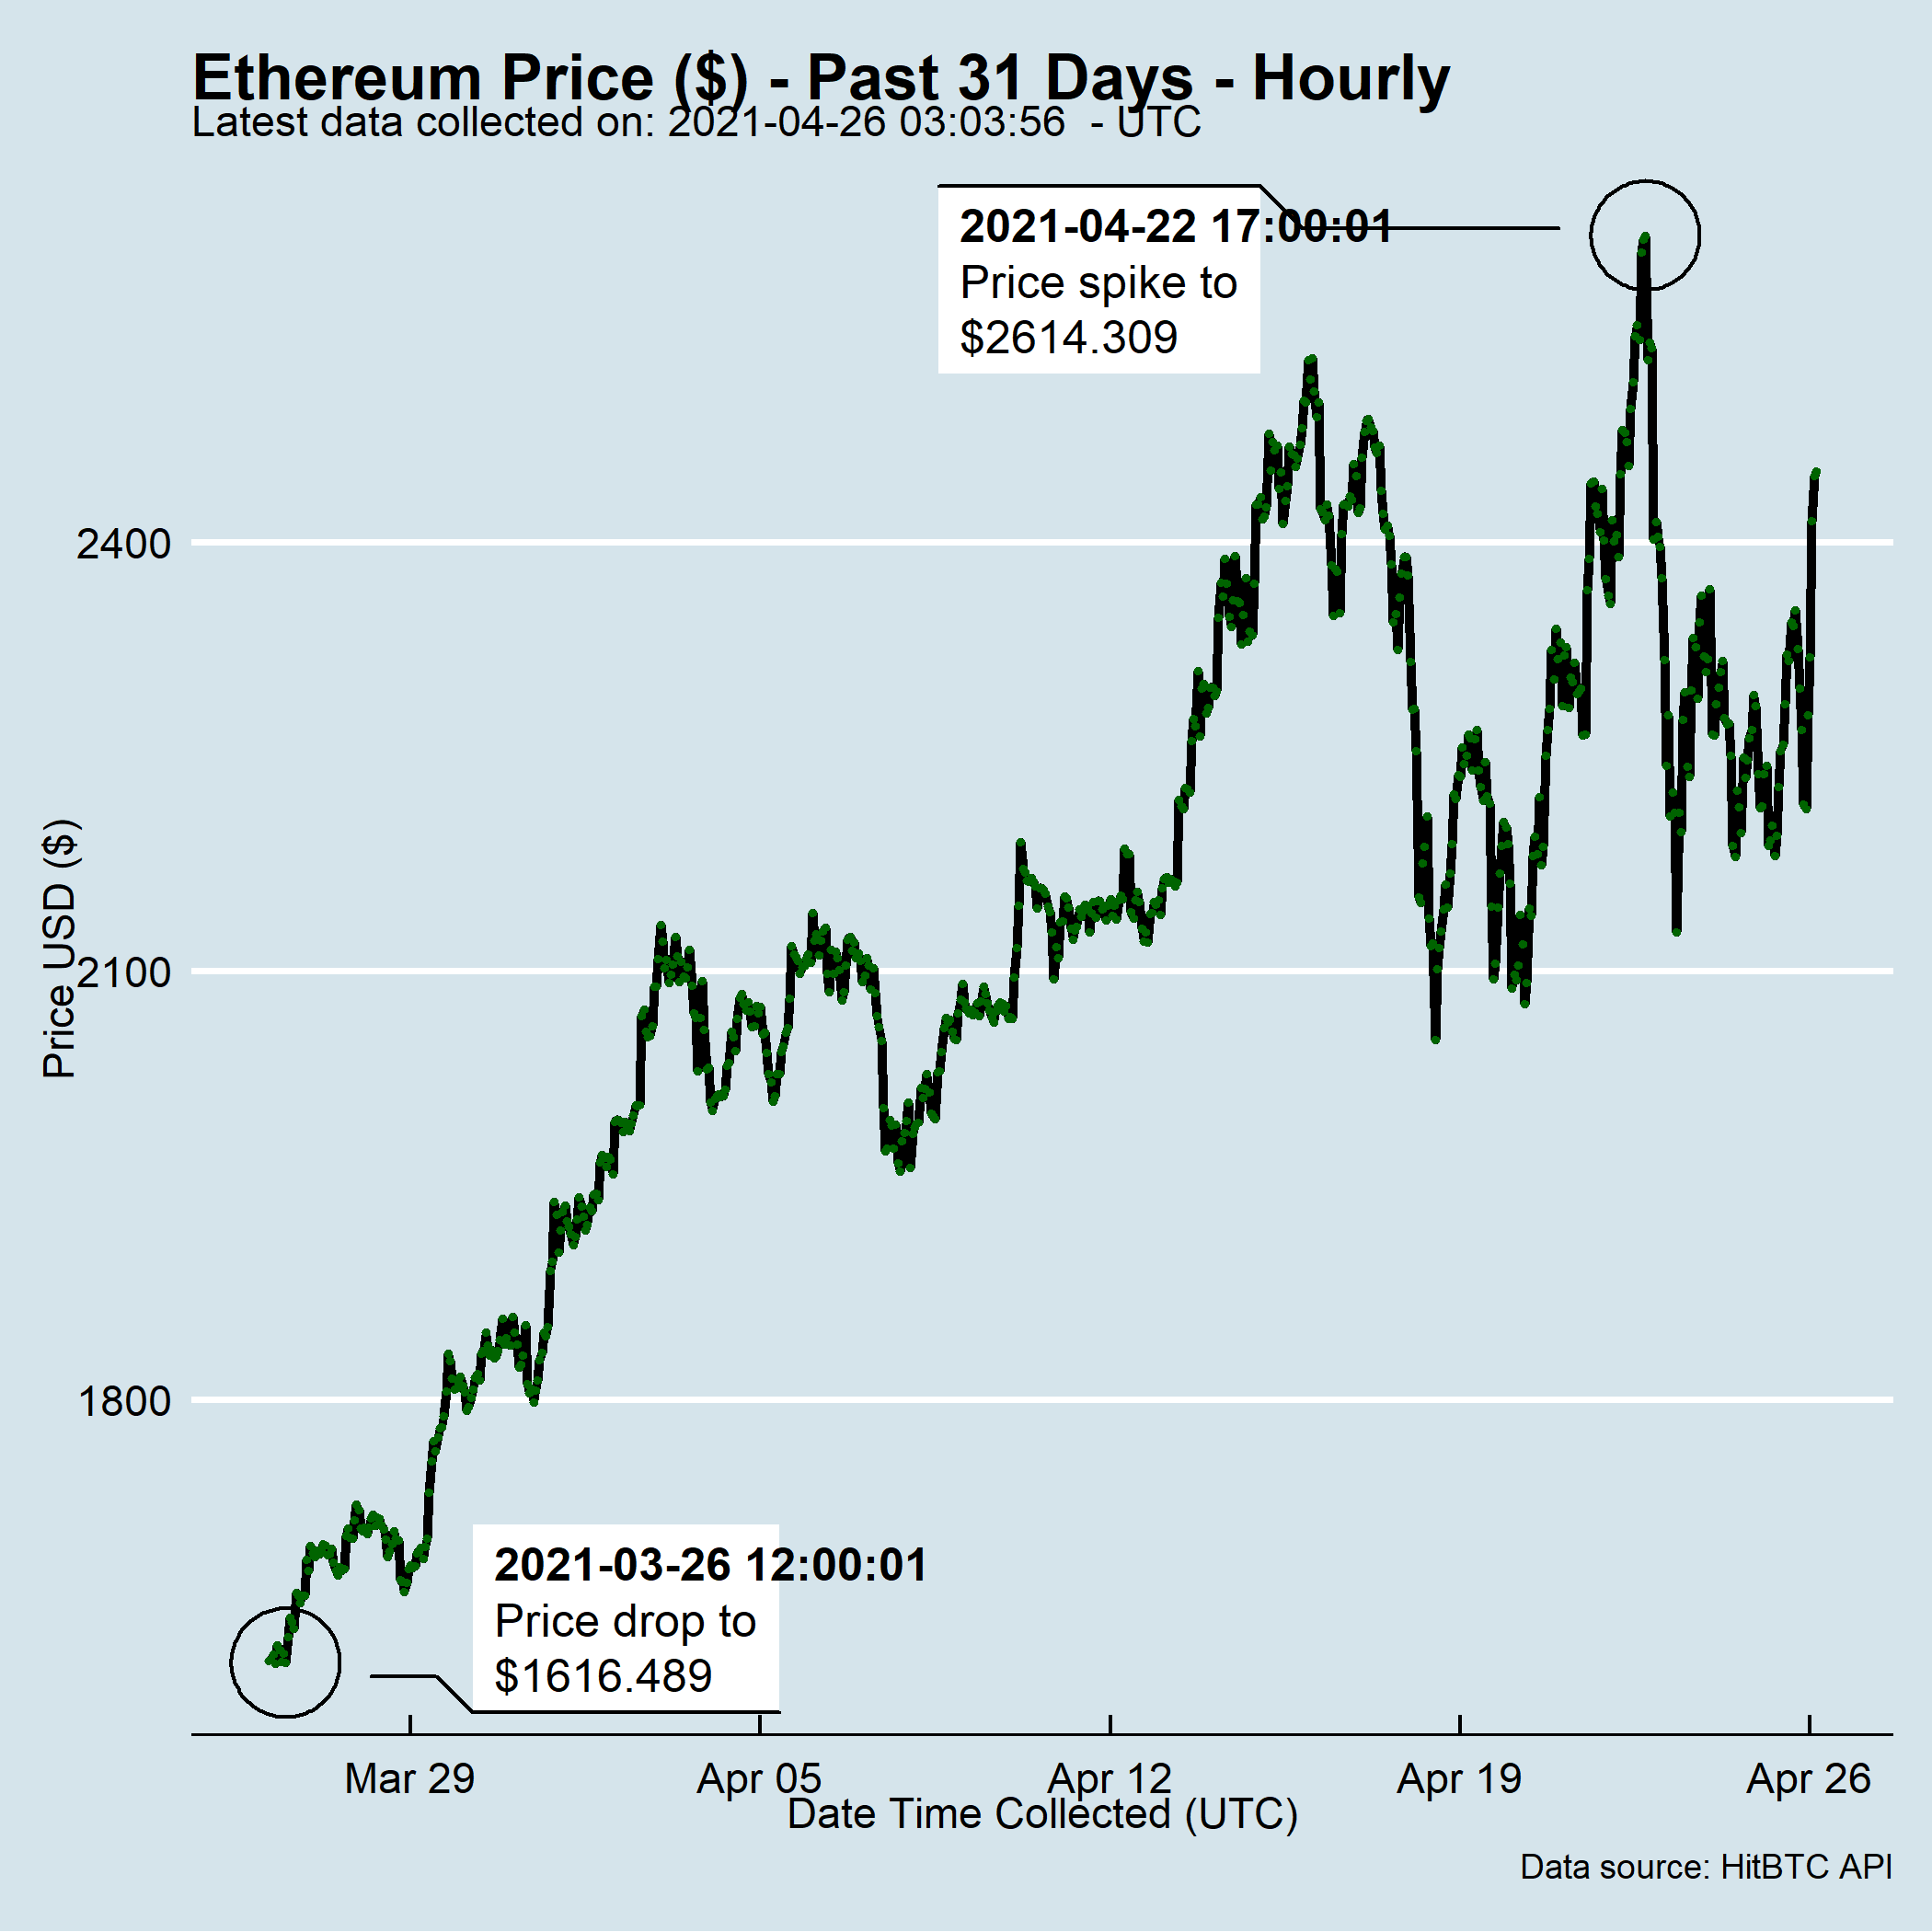 Ethereum Price ($) - Past 31 Days - Hourly
Latest data collected on: 2021-04-26 03:03:56  - UTC
2021-04-22 17:00:01
Price spike to
$2614.309
2400
2100
1800
Price USD ($)
2021-03-26 12:00:01
Price drop to
$1616.489
Mar 29
Apr 05
Apr 12
Apr 19
Apr 26
Date Time Collected (UTC)
Data source: HitBTC API